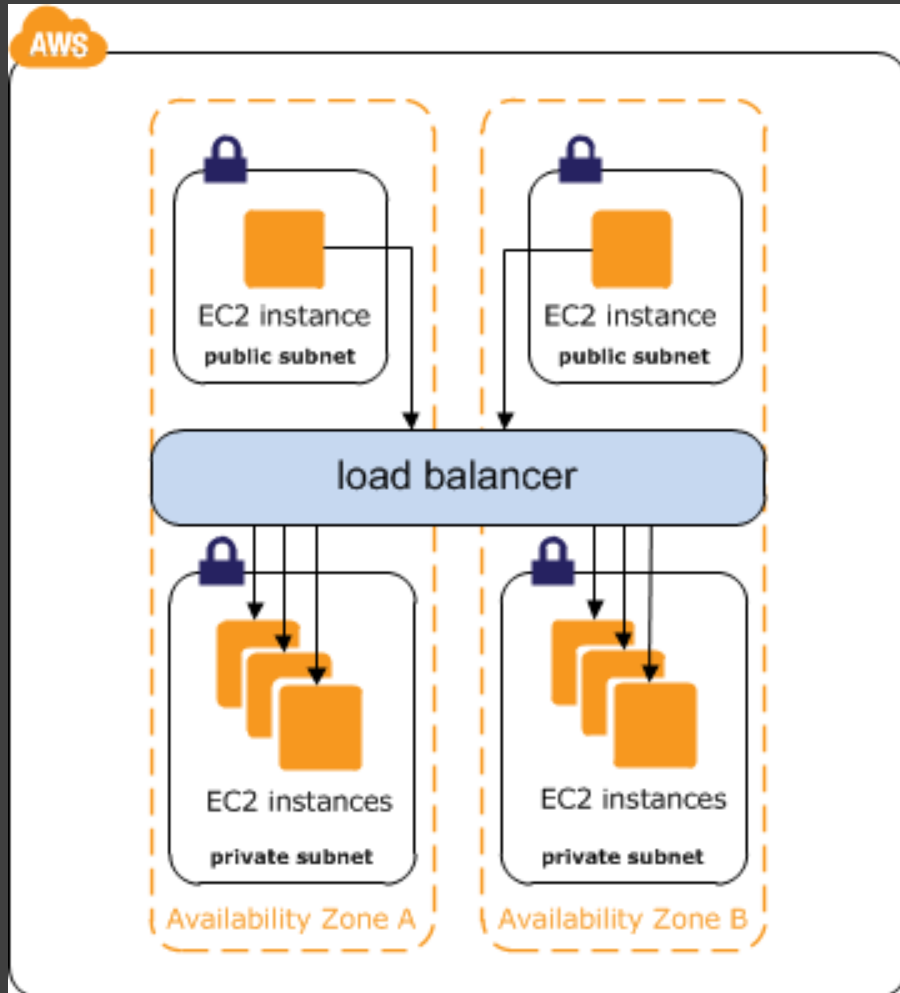 AWS
EC2 instance
public subnet
EC2 instance
public subnet
load balancer
EC2 instances
private subnet
EC2 instances
private subnet
Availability Zone A
Availability Zone B